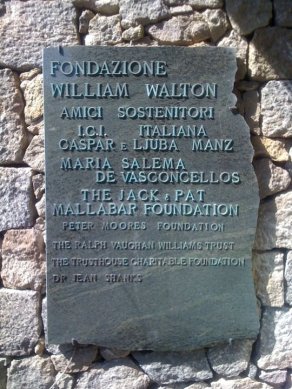 FONDAZIONE
WILLIAM WALTON
AMICI SOSTENITORI
I.C.I. ITALIANA
GASPAR E LJUBA MANZ
MARIA SALEMA
DE VASCONCELLOS
THE JACK & PAT
MALLABAR FOUNDATION
PETER MOORES FOUNDATION
THE RALPH VAUGHAN WILLIAMS TRUST
THE TRUSTHOUSE CHARITABLE FOUNDATION
DR JEAN SHANKS